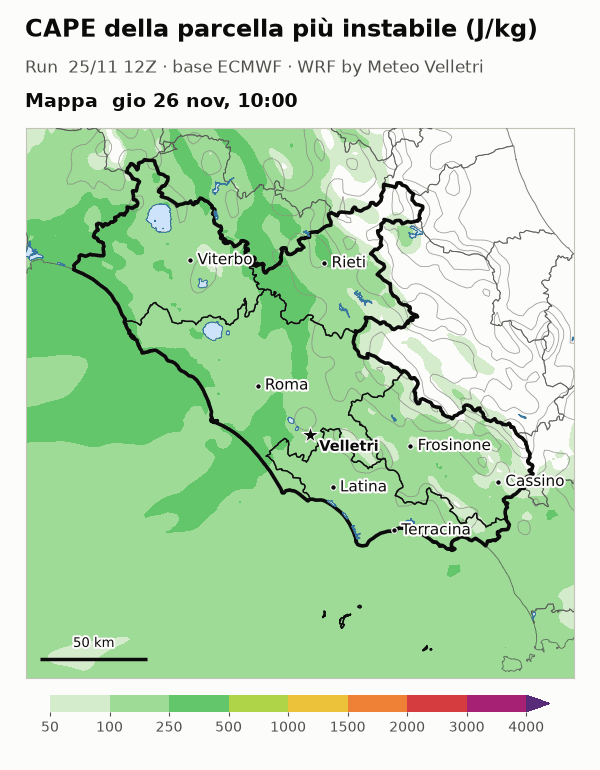 CAPE della parcella più instabile (J/kg)
Run  25/11 12Z · base ECMWF · WRF by Meteo Velletri
Mappa  gio 26 nov, 10:00
Viterbo
Rieti
Roma
Velletri
Frosinone
Cassino
Latina
Terracina
50 km
50 100 250 500 1000 1500 2000 3000 4000